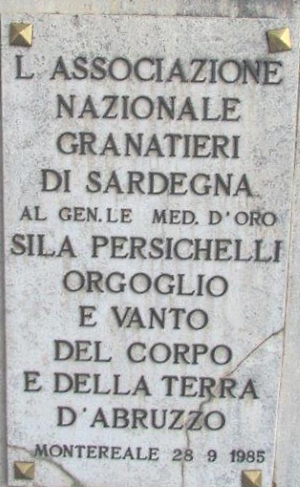 L'ASSOCIAZIONE
NAZIONALE
GRANATIERI
DI SARDEGNA
AL GEN.LE MED. D'ORO
SILA PERSICHELLI
ORGOGLIO
E VANTO
DEL CORPO
E DELLA TERRA
D'ABRUZZO
MONTEREALE 28 9 1985